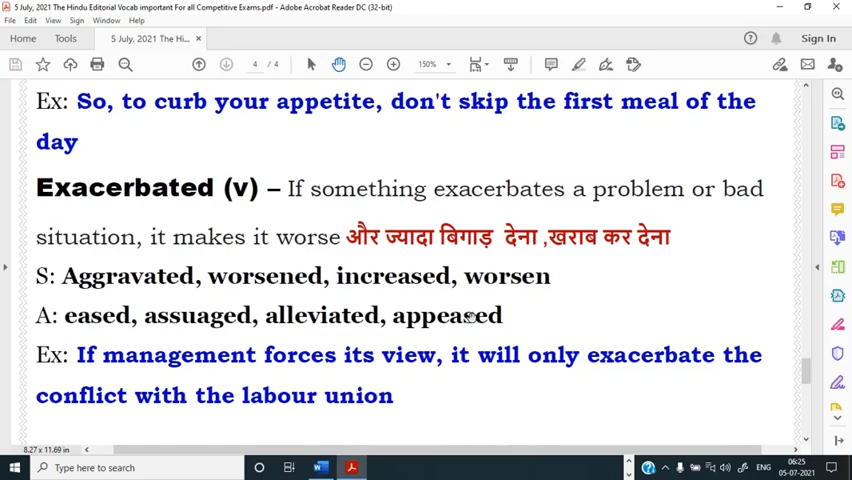 5 July, 2021 The Hindu Editorial Vocab important For all Competitive Exams.pdf - Adobe Acrobat Reader DC (32-bit)
File Edit View Sign Window Help
Home Tools 5 July, 2021 The Hi... × Sign In
4 / 4 150%
Ex: So, to curb your appetite, don't skip the first meal of the
day
Exacerbated (v) – If something exacerbates a problem or bad
situation, it makes it worse और ज्यादा बिगाड़ देना ,खराब कर देना
S: Aggravated, worsened, increased, worsen
A: eased, assuaged, alleviated, appeased
Ex: If management forces its view, it will only exacerbate the
conflict with the labour union
8.27 x 11.69 in
Type here to search ENG 06:25
05-07-2021